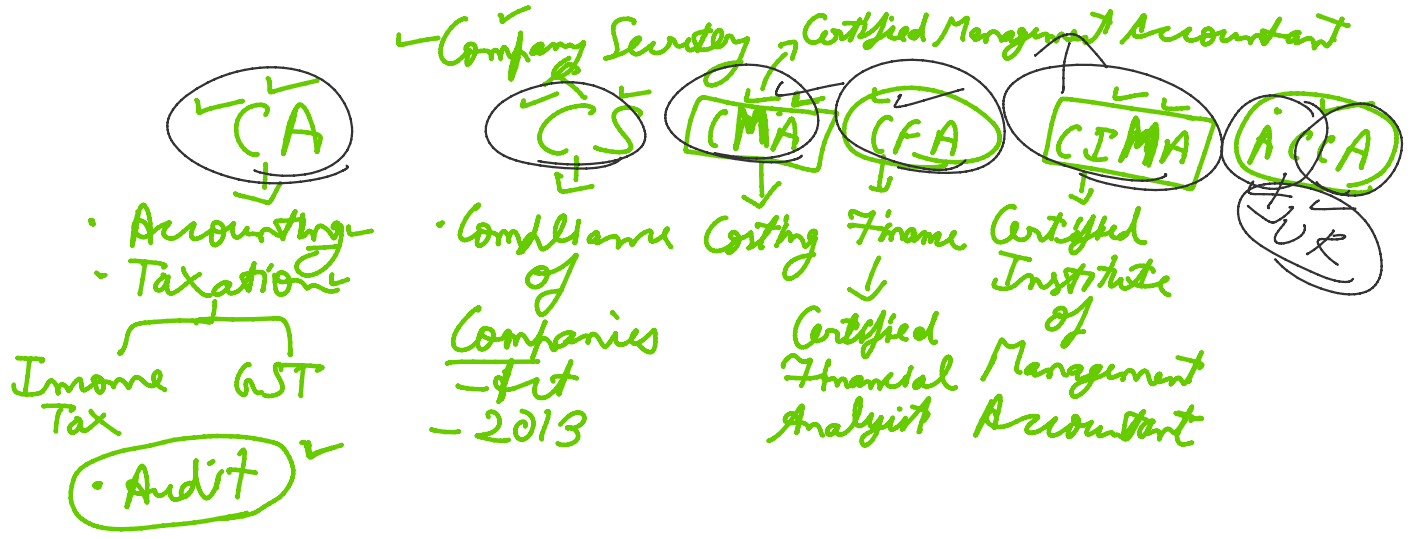 Company Secretary
Certified Management Accountant
CA
CS
CMA
CFA
CIMA
ACCA
UK
• Accounting
• Taxation
Income Tax
GST
• Audit
• Compliance
of
Companies
- Act
- 2013
Costing
Finance
Certified
Financial
Analyist
Certified
Institute
of
Management
Accountant